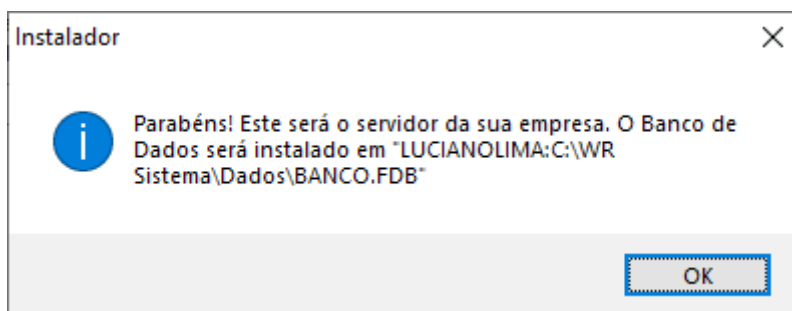 Instalador
Parabéns! Este será o servidor da sua empresa. O Banco de
Dados será instalado em "LUCIANOLIMA:C:\WR
Sistema\Dados\BANCO.FDB"
OK